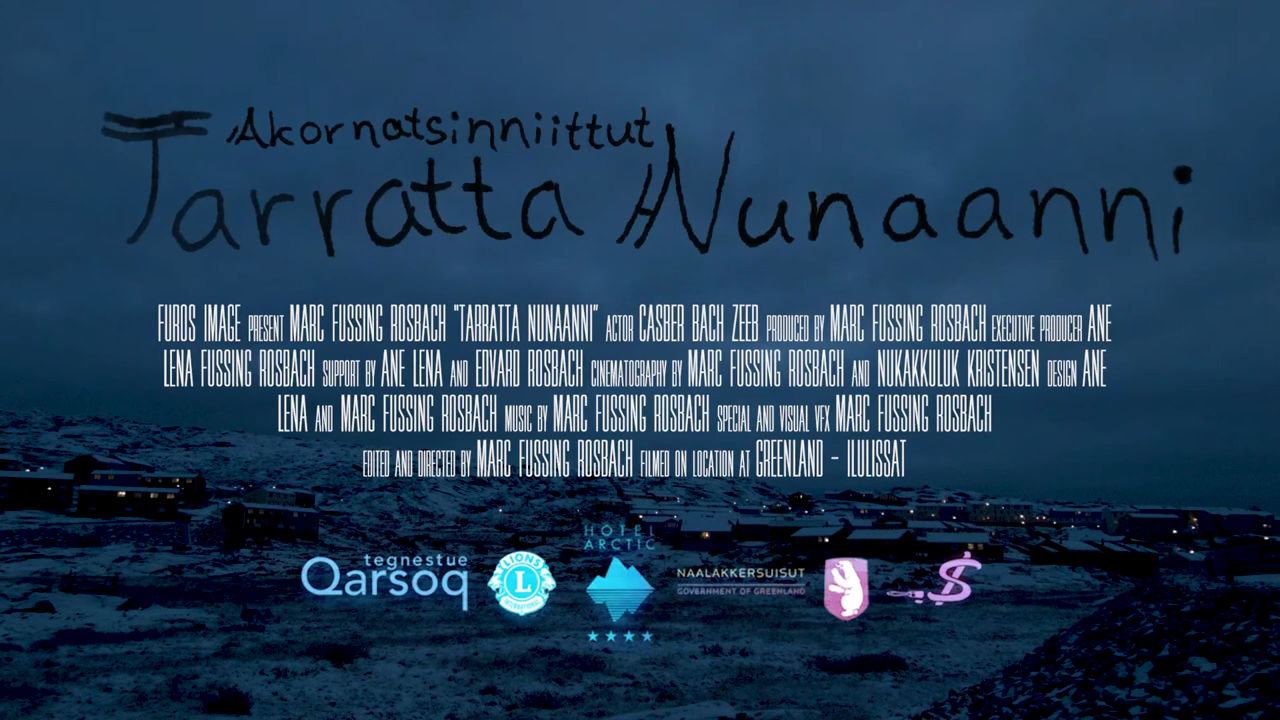 Akornatsinniittut
Tarratta Nunaanni
FUROS IMAGE PRESENT MARC FUSSING ROSBACH "TARRATTA NUNAANNI" ACTOR CASBER BACH ZEEB PRODUCED BY MARC FUSSING ROSBACH EXECUTIVE PRODUCER ANE
LENA FUSSING ROSBACH SUPPORT BY ANE LENA AND EDVARD ROSBACH CINEMATOGRAPHY BY MARC FUSSING ROSBACH AND NUKAKKULUK KRISTENSEN DESIGN ANE
LENA AND MARC FUSSING ROSBACH MUSIC BY MARC FUSSING ROSBACH SPECIAL AND VISUAL VFX MARC FUSSING ROSBACH
EDITED AND DIRECTED BY MARC FUSSING ROSBACH FILMED ON LOCATION AT GREENLAND - ILULISSAT
tegnestue
Qarsoq
LIONS
L
INTERNATIONAL
HOTEL
ARCTIC
NAALAKKERSUISUT
GOVERNMENT OF GREENLAND